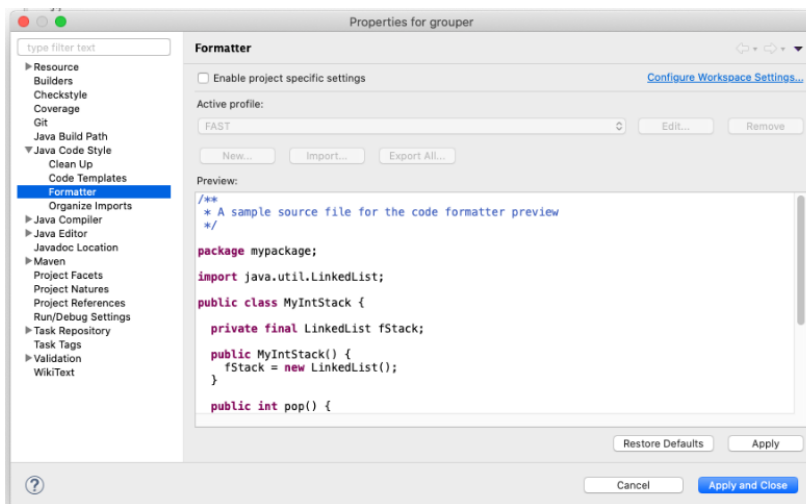 Properties for grouper
type filter text
Resource
Builders
Checkstyle
Coverage
Git
Java Build Path
Java Code Style
Clean Up
Code Templates
Formatter
Organize Imports
Java Compiler
Java Editor
Javadoc Location
Maven
Project Facets
Project Natures
Project References
Run/Debug Settings
Task Repository
Task Tags
Validation
WikiText
Formatter
Enable project specific settings
Configure Workspace Settings...
Active profile:
FAST
Edit...
Remove
New...
Import...
Export All...
Preview:
/**
 * A sample source file for the code formatter preview
 */
package mypackage;
import java.util.LinkedList;
public class MyIntStack {
  private final LinkedList fStack;
  public MyIntStack() {
    fStack = new LinkedList();
  }
  public int pop() {
Restore Defaults
Apply
?
Cancel
Apply and Close